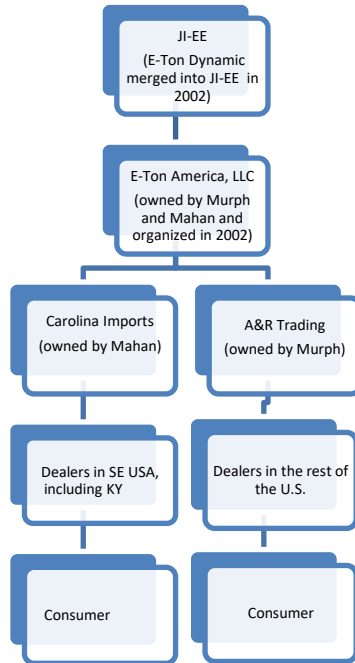 JI-EE
(E-Ton Dynamic
merged into JI-EE in
2002)
E-Ton America, LLC
(owned by Murph
and Mahan and
organized in 2002)
Carolina Imports
(owned by Mahan)
A&R Trading
(owned by Murph)
Dealers in SE USA,
including KY
Dealers in the rest of
the U.S.
Consumer
Consumer